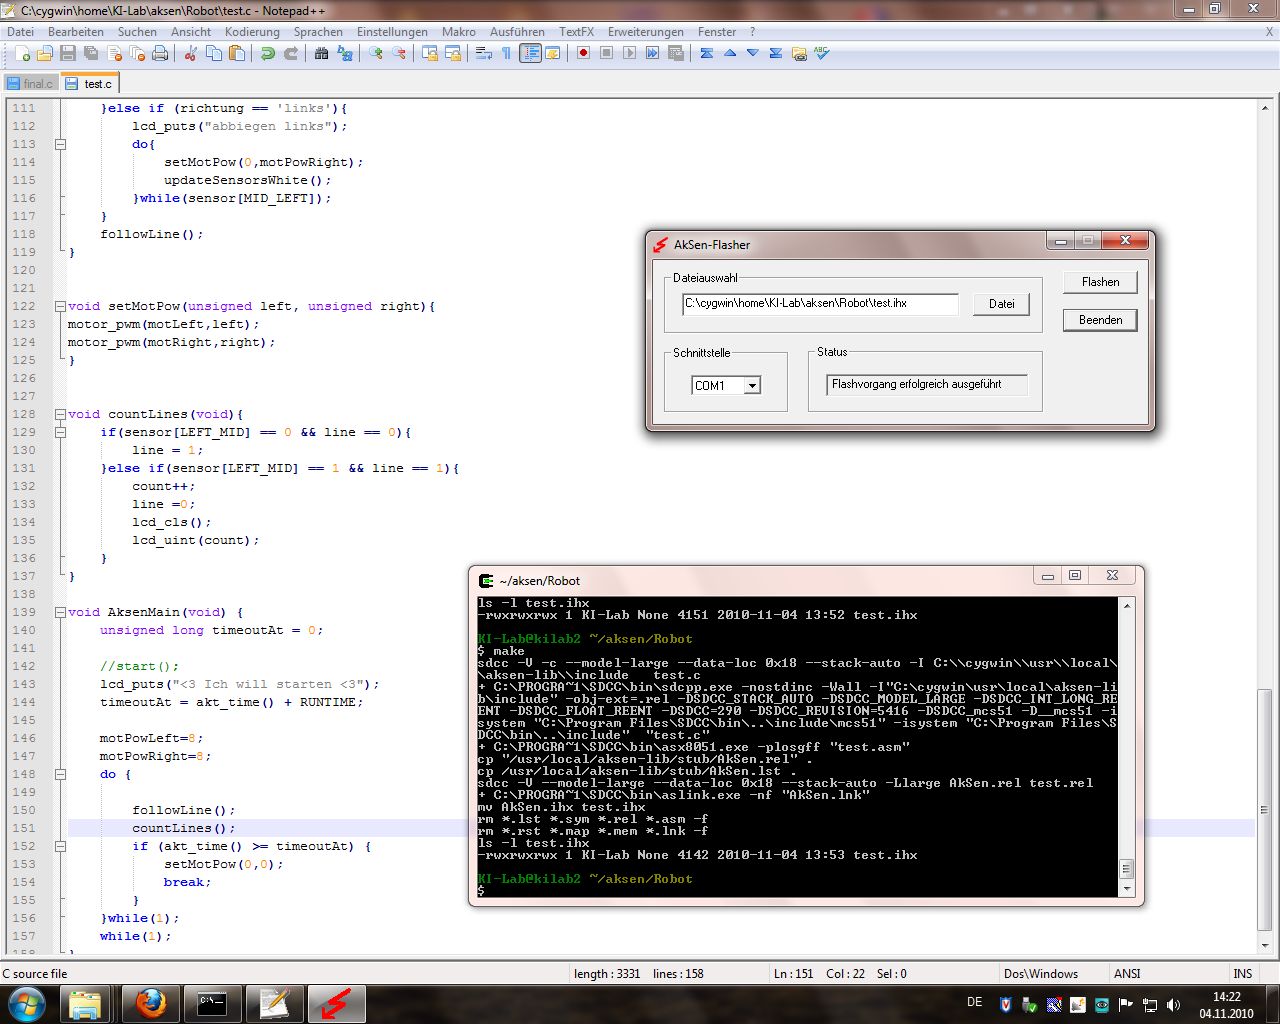 C:\cygwin\home\KI-Lab\aksen\Robot\test.c - Notepad++
Datei Bearbeiten Suchen Ansicht Kodierung Sprachen Einstellungen Makro Ausführen TextFX Erweiterungen Fenster ? X
final.c test.c
111 }else if (richtung == 'links'){
112 lcd_puts("abbiegen links");
113 do{
114 setMotPow(0,motPowRight);
115 updateSensorsWhite();
116 }while(sensor[MID_LEFT]);
117 }
118 followLine();
119 }
120
121
122 void setMotPow(unsigned left, unsigned right){
123 motor_pwm(motLeft,left);
124 motor_pwm(motRight,right);
125 }
126
127
128 void countLines(void){
129 if(sensor[LEFT_MID] == 0 && line == 0){
130 line = 1;
131 }else if(sensor[LEFT_MID] == 1 && line == 1){
132 count++;
133 line =0;
134 lcd_cls();
135 lcd_uint(count);
136 }
137 }
138
139 void AksenMain(void) {
140 unsigned long timeoutAt = 0;
141
142 //start();
143 lcd_puts("<3 Ich will starten <3");
144 timeoutAt = akt_time() + RUNTIME;
145
146 motPowLeft=8;
147 motPowRight=8;
148 do {
149
150 followLine();
151 countLines();
152 if (akt_time() >= timeoutAt) {
153 setMotPow(0,0);
154 break;
155 }
156 }while(1);
157 while(1);
158 }
AkSen-Flasher
Dateiauswahl
C:\cygwin\home\KI-Lab\aksen\Robot\test.ihx
Datei
Flashen
Beenden
Schnittstelle
COM1
Status
Flashvorgang erfolgreich ausgeführt
~/aksen/Robot
ls -l test.ihx
-rwxrwxrwx 1 KI-Lab None 4151 2010-11-04 13:52 test.ihx
KI-Lab@kilab2 ~/aksen/Robot
$ make
sdcc -V -c --model-large --data-loc 0x18 --stack-auto -I C:\\cygwin\\usr\\local\
\aksen-lib\\include   test.c
+ C:\PROGRA~1\SDCC\bin\sdcpp.exe -nostdinc -Wall -I"C:\cygwin\usr\local\aksen-li
b\include" -obj-ext=.rel -DSDCC_STACK_AUTO -DSDCC_MODEL_LARGE -DSDCC_INT_LONG_RE
ENT -DSDCC_FLOAT_REENT -DSDCC=290 -DSDCC_REVISION=5416 -DSDCC_mcs51 -D__mcs51 -i
system "C:\Program Files\SDCC\bin\..\include\mcs51" -isystem "C:\Program Files\S
DCC\bin\..\include"  "test.c"
+ C:\PROGRA~1\SDCC\bin\asx8051.exe -plosgff "test.asm"
cp "/usr/local/aksen-lib/stub/AkSen.rel" .
cp /usr/local/aksen-lib/stub/AkSen.lst .
sdcc -V --model-large --data-loc 0x18 --stack-auto -Llarge AkSen.rel test.rel
+ C:\PROGRA~1\SDCC\bin\aslink.exe -nf "AkSen.lnk"
mv AkSen.ihx test.ihx
rm *.lst *.sym *.rel *.asm -f
rm *.rst *.map *.mem *.lnk -f
ls -l test.ihx
-rwxrwxrwx 1 KI-Lab None 4142 2010-11-04 13:53 test.ihx
KI-Lab@kilab2 ~/aksen/Robot
$
C source file length : 3331 lines : 158 Ln : 151 Col : 22 Sel : 0 Dos\Windows ANSI INS
DE 14:22
04.11.2010